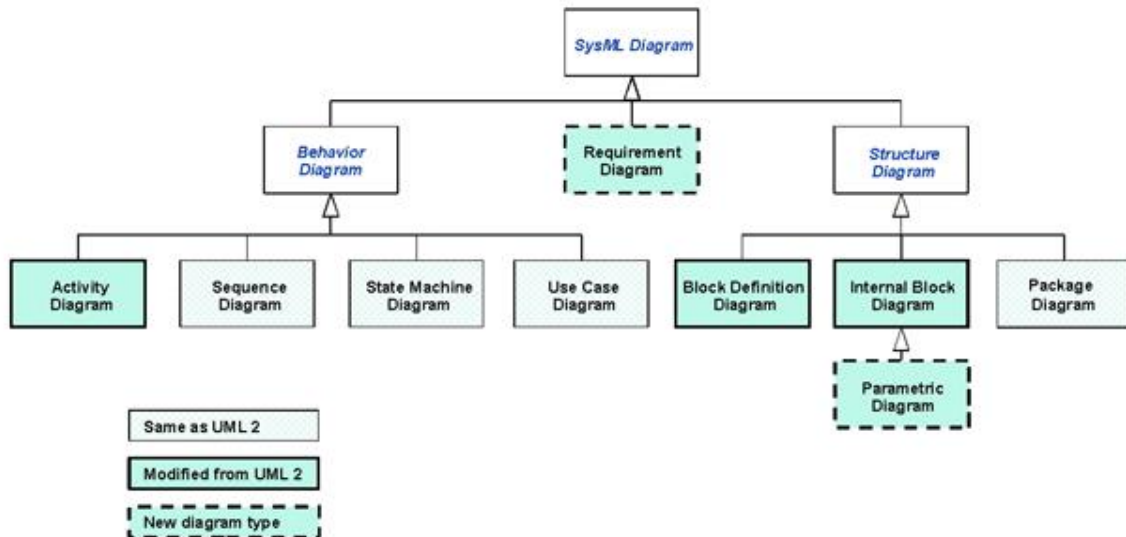 SysML Diagram
Behavior
Diagram
Requirement
Diagram
Structure
Diagram
Activity
Diagram
Sequence
Diagram
State Machine
Diagram
Use Case
Diagram
Block Definition
Diagram
Internal Block
Diagram
Package
Diagram
Parametric
Diagram
Same as UML 2
Modified from UML 2
New diagram type